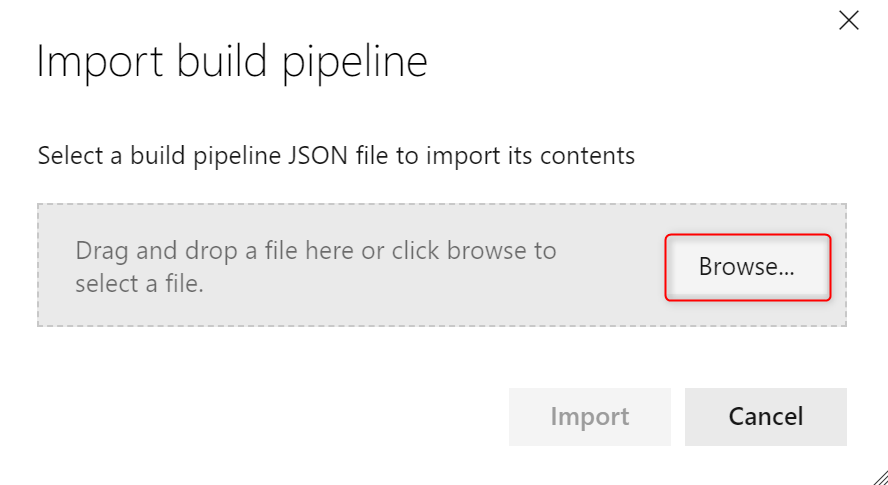 Import build pipeline
Select a build pipeline JSON file to import its contents
Drag and drop a file here or click browse to
select a file.
Browse...
Import
Cancel